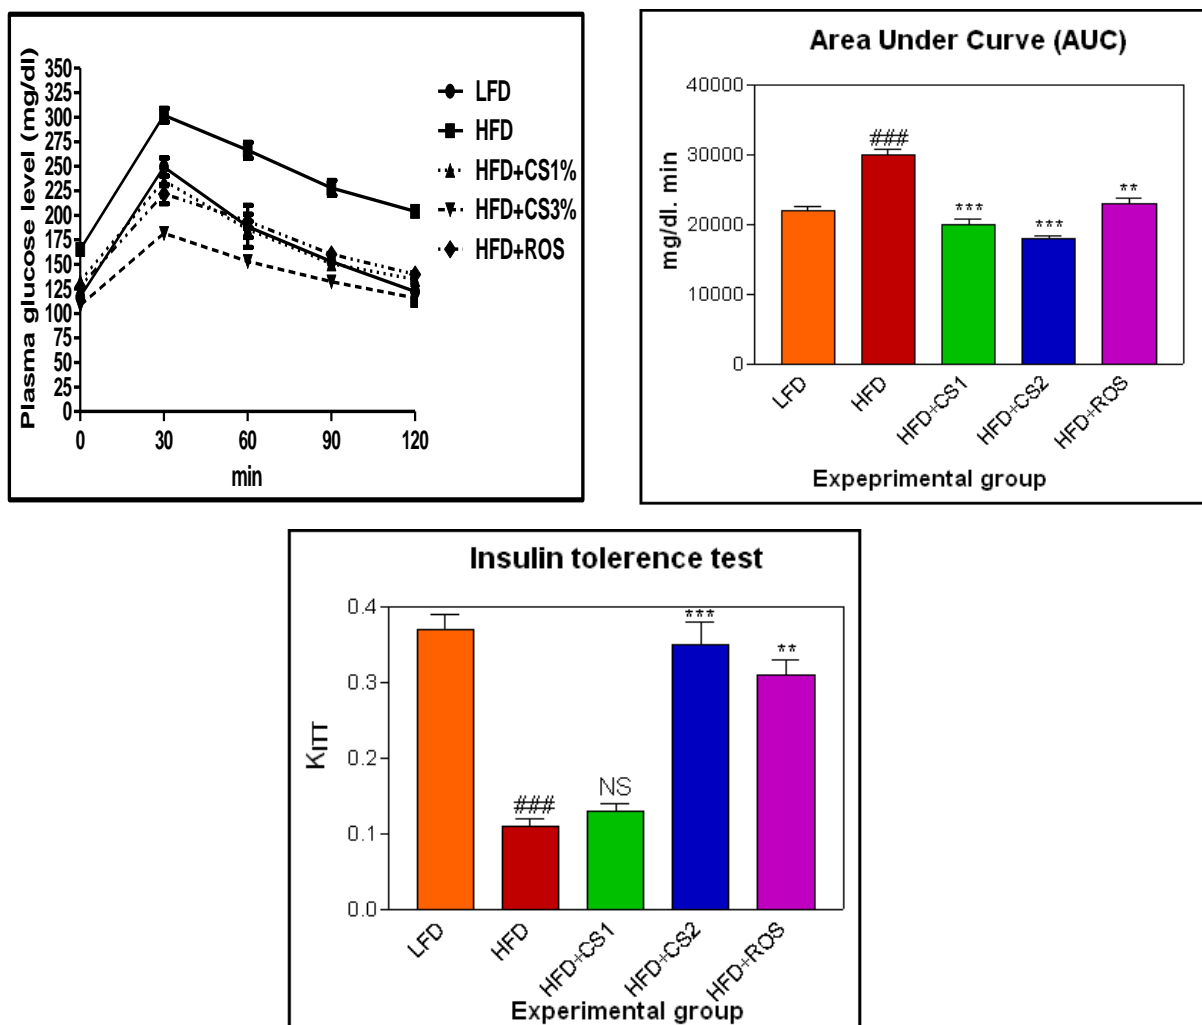 Plasma glucose level (mg/dl)
350
325
300
275
250
225
200
175
150
125
100
75
50
25
0
0 30 60 90 120
min
LFD
HFD
HFD+CS1%
HFD+CS3%
HFD+ROS
Area Under Curve (AUC)
mg/dl. min
40000
30000
20000
10000
0
###
***
***
**
LFD
HFD
HFD+CS1
HFD+CS2
HFD+ROS
Expeprimental group
Insulin tolerence test
KITT
0.4
0.3
0.2
0.1
0.0
###
NS
***
**
LFD
HFD
HFD+CS1
HFD+CS2
HFD+ROS
Experimental group